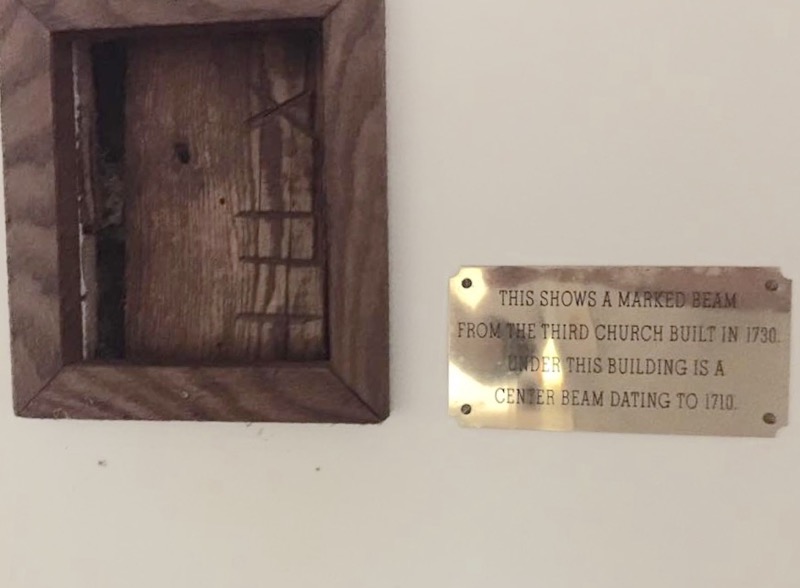 THIS SHOWS A MARKED BEAM
FROM THE THIRD CHURCH BUILT IN 1730.
UNDER THIS BUILDING IS A
CENTER BEAM DATING TO 1710.